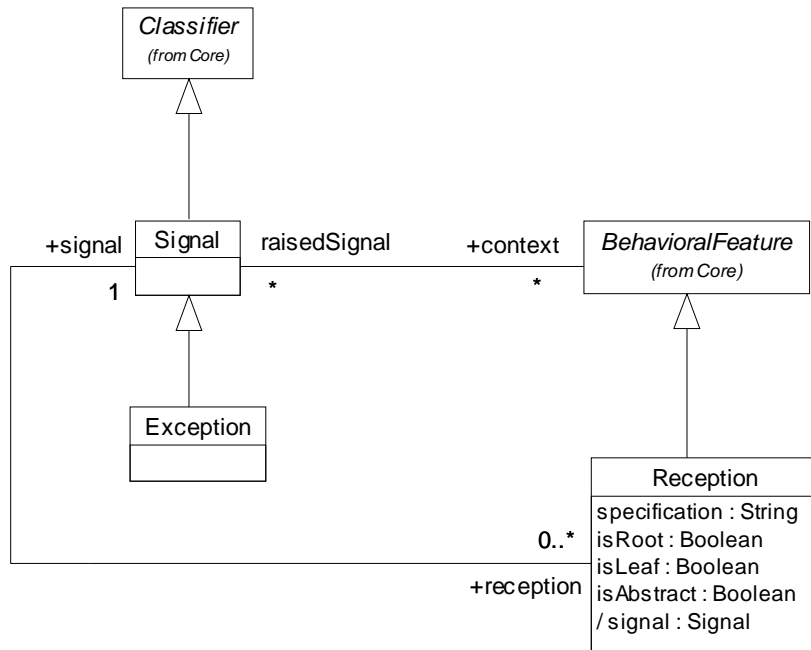 Classifier
(from Core)
+signal
Signal
raisedSignal
+context
BehavioralFeature
(from Core)
1
*
*
Exception
Reception
specification : String
isRoot : Boolean
isLeaf : Boolean
isAbstract : Boolean
/ signal : Signal
0..*
+reception